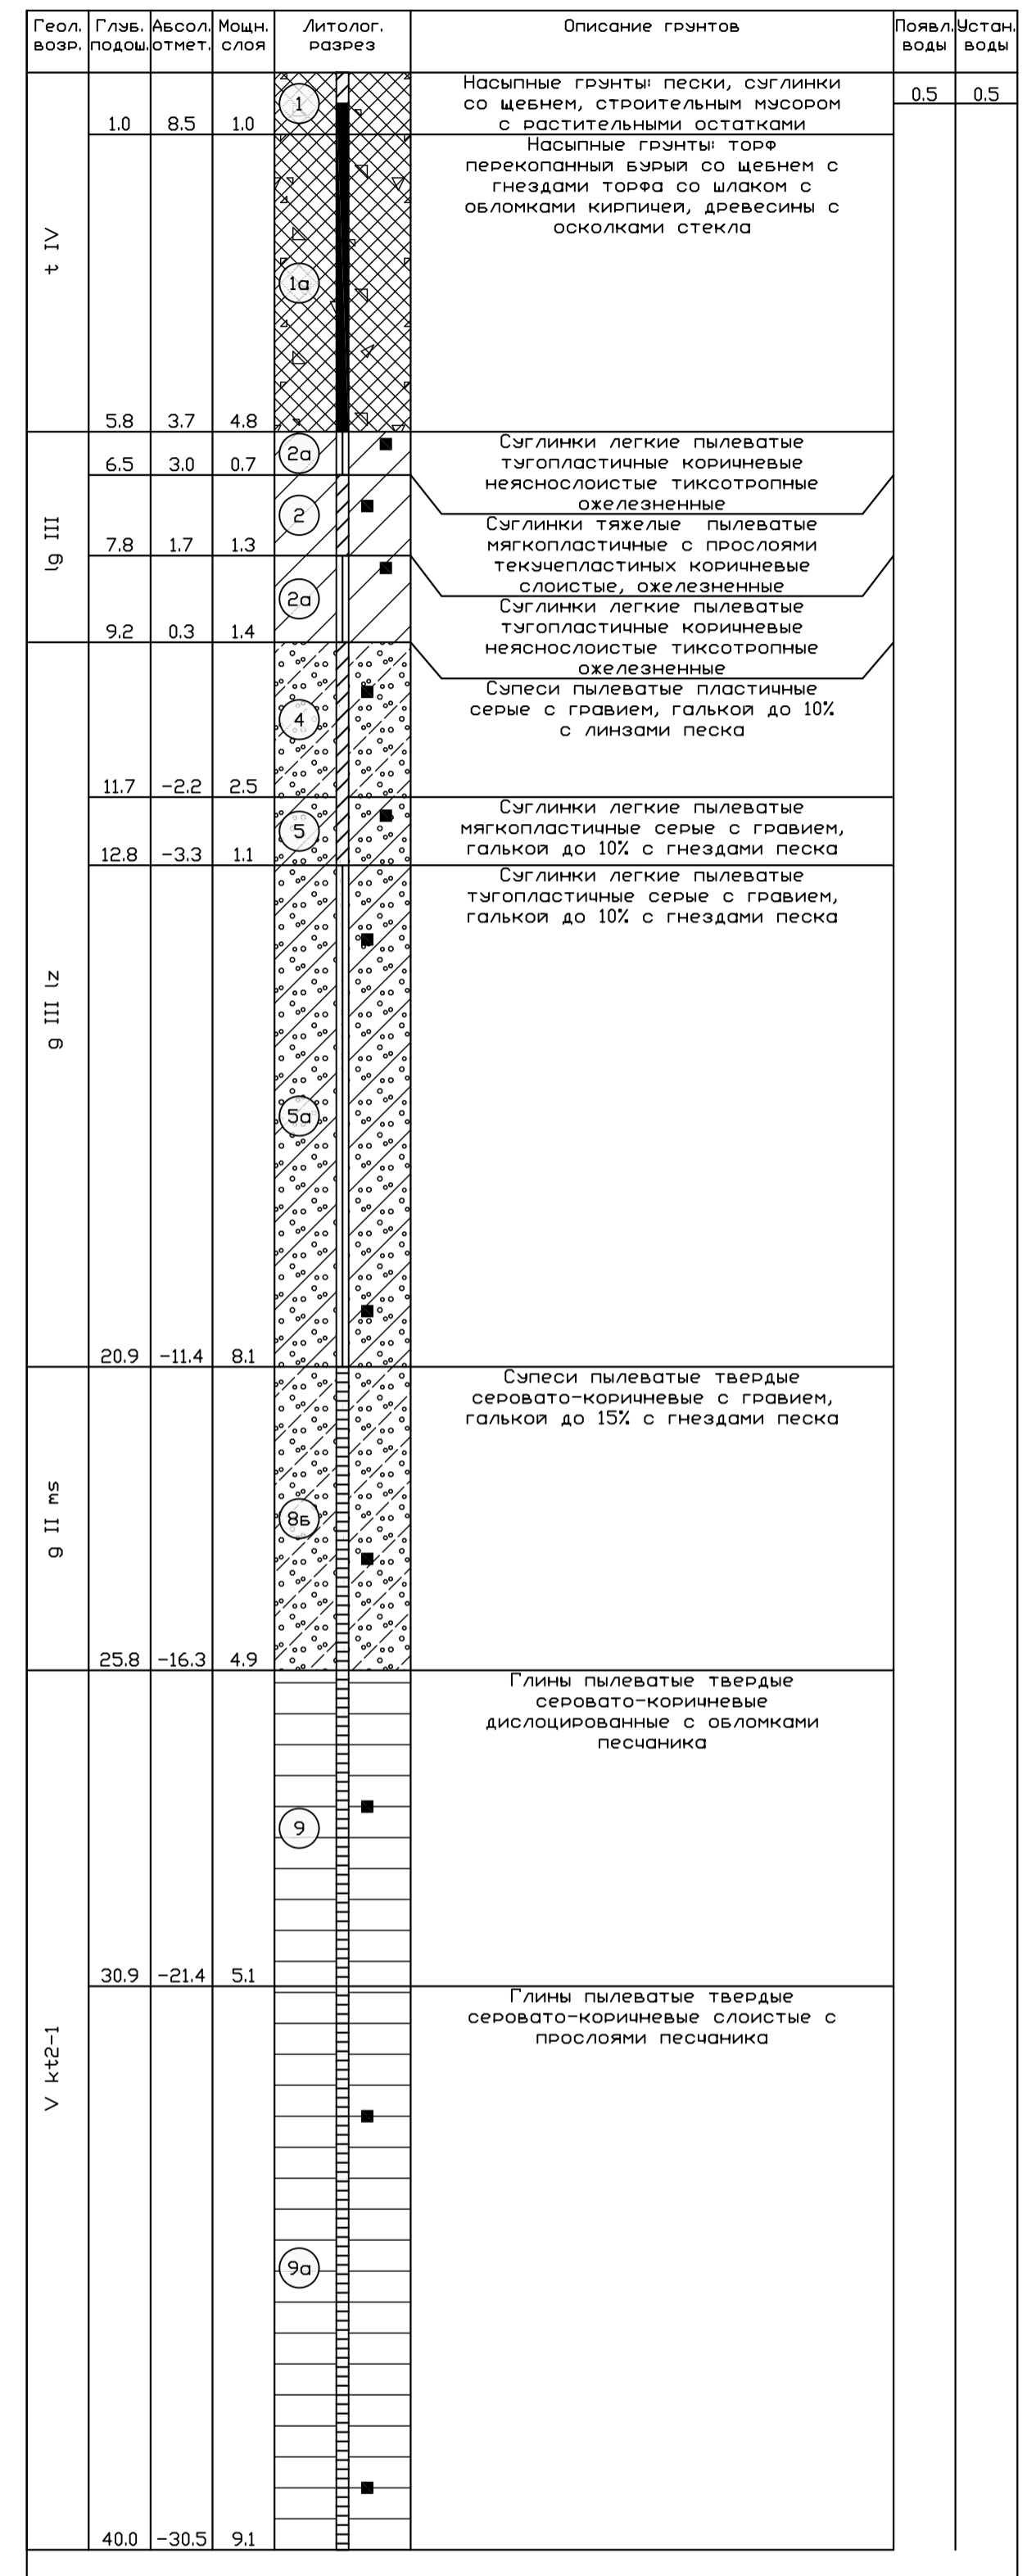 Геол. возр.
Глуб. подош.
Абсол. отмет.
Мощн. слоя
Литолог. разрез
Описание грунтов
Появл. воды
Устан. воды
t IV
1
1.0 8.5 1.0
Насыпные грунты: пески, суглинки
со щебнем, строительным мусором
с растительными остатками
0.5 0.5
1а
5.8 3.7 4.8
Насыпные грунты: торф
перекопанный бурый со щебнем с
гнездами торфа со шлаком с
обломками кирпичей, древесины с
осколками стекла
lg III
2а
6.5 3.0 0.7
Суглинки легкие пылеватые
тугопластичные коричневые
неяснослоистые тиксотропные
ожелезненные
2
7.8 1.7 1.3
Суглинки тяжелые пылеватые
мягкопластичные с прослоями
текучепластиных коричневые
слоистые, ожелезненные
2а
9.2 0.3 1.4
Суглинки легкие пылеватые
тугопластичные коричневые
неяснослоистые тиксотропные
ожелезненные
g III lz
4
11.7 -2.2 2.5
Супеси пылеватые пластичные
серые с гравием, галькой до 10%
с линзами песка
5
12.8 -3.3 1.1
Суглинки легкие пылеватые
мягкопластичные серые с гравием,
галькой до 10% с гнездами песка
5а
20.9 -11.4 8.1
Суглинки легкие пылеватые
тугопластичные серые с гравием,
галькой до 10% с гнездами песка
g II ms
8б
25.8 -16.3 4.9
Супеси пылеватые твердые
серовато-коричневые с гравием,
галькой до 15% с гнездами песка
V kt2-1
9
30.9 -21.4 5.1
Глины пылеватые твердые
серовато-коричневые
дислоцированные с обломками
песчаника
9а
40.0 -30.5 9.1
Глины пылеватые твердые
серовато-коричневые слоистые с
прослоями песчаника